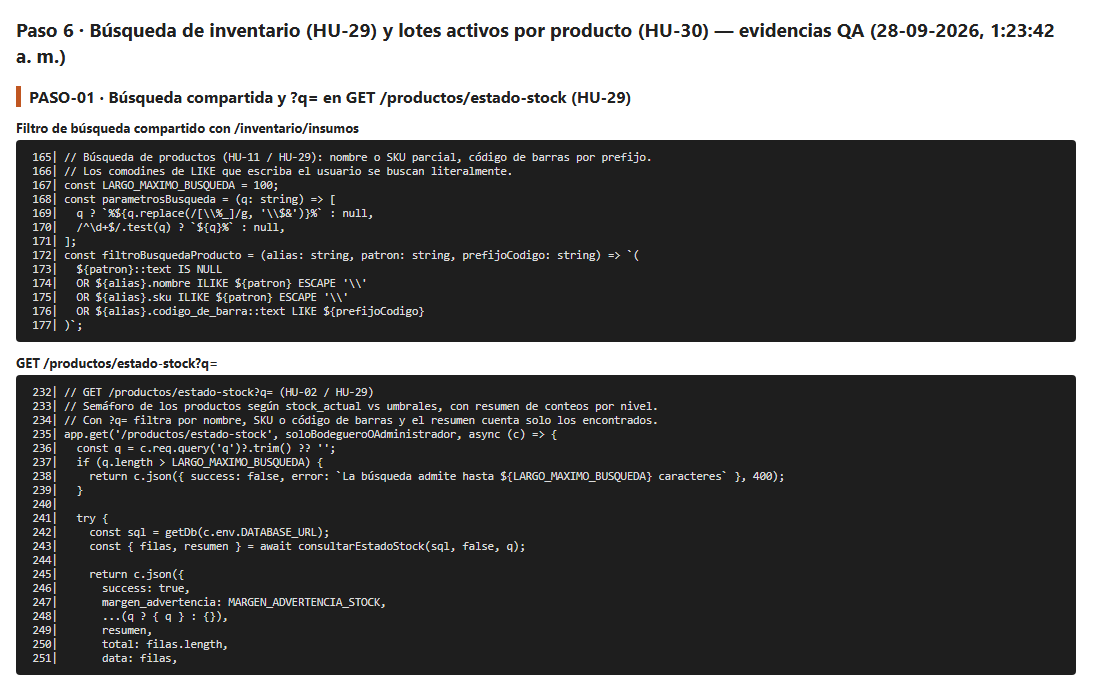 Paso 6 · Búsqueda de inventario (HU-29) y lotes activos por producto (HU-30) — evidencias QA (28-09-2026, 1:23:42
a. m.)
PASO-01 · Búsqueda compartida y ?q= en GET /productos/estado-stock (HU-29)
Filtro de búsqueda compartido con /inventario/insumos
165| // Búsqueda de productos (HU-11 / HU-29): nombre o SKU parcial, código de barras por prefijo.
166| // Los comodines de LIKE que escriba el usuario se buscan literalmente.
167| const LARGO_MAXIMO_BUSQUEDA = 100;
168| const parametrosBusqueda = (q: string) => [
169|   q ? `%${q.replace(/[\\%_]/g, '\\$&')}%` : null,
170|   /^\d+$/.test(q) ? `${q}%` : null,
171| ];
172| const filtroBusquedaProducto = (alias: string, patron: string, prefijoCodigo: string) => `(
173|   ${patron}::text IS NULL
174|   OR ${alias}.nombre ILIKE ${patron} ESCAPE '\\'
175|   OR ${alias}.sku ILIKE ${patron} ESCAPE '\\'
176|   OR ${alias}.codigo_de_barra::text LIKE ${prefijoCodigo}
177| )`;
GET /productos/estado-stock?q=
232| // GET /productos/estado-stock?q= (HU-02 / HU-29)
233| // Semáforo de los productos según stock_actual vs umbrales, con resumen de conteos por nivel.
234| // Con ?q= filtra por nombre, SKU o código de barras y el resumen cuenta solo los encontrados.
235| app.get('/productos/estado-stock', soloBodegueroOAdministrador, async (c) => {
236|   const q = c.req.query('q')?.trim() ?? '';
237|   if (q.length > LARGO_MAXIMO_BUSQUEDA) {
238|     return c.json({ success: false, error: `La búsqueda admite hasta ${LARGO_MAXIMO_BUSQUEDA} caracteres` }, 400);
239|   }
240|
241|   try {
242|     const sql = getDb(c.env.DATABASE_URL);
243|     const { filas, resumen } = await consultarEstadoStock(sql, false, q);
244|
245|     return c.json({
246|       success: true,
247|       margen_advertencia: MARGEN_ADVERTENCIA_STOCK,
248|       ...(q ? { q } : {}),
249|       resumen,
250|       total: filas.length,
251|       data: filas,